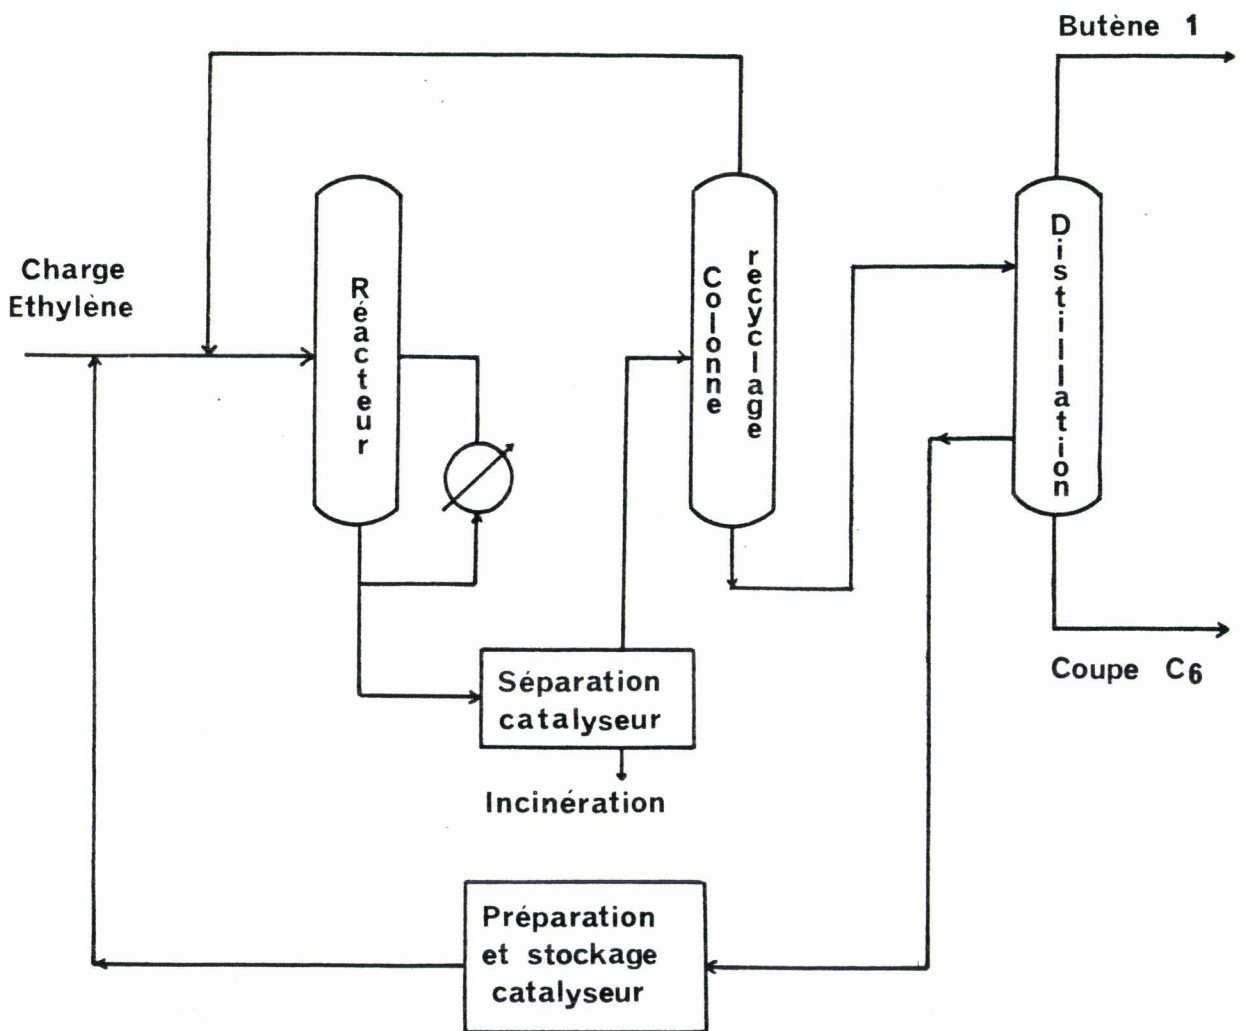 Butène 1
Charge
Ethylène
Réacteur
Colonne
recyclage
Distillation
Séparation
catalyseur
Coupe C6
Incinération
Préparation
et stockage
catalyseur